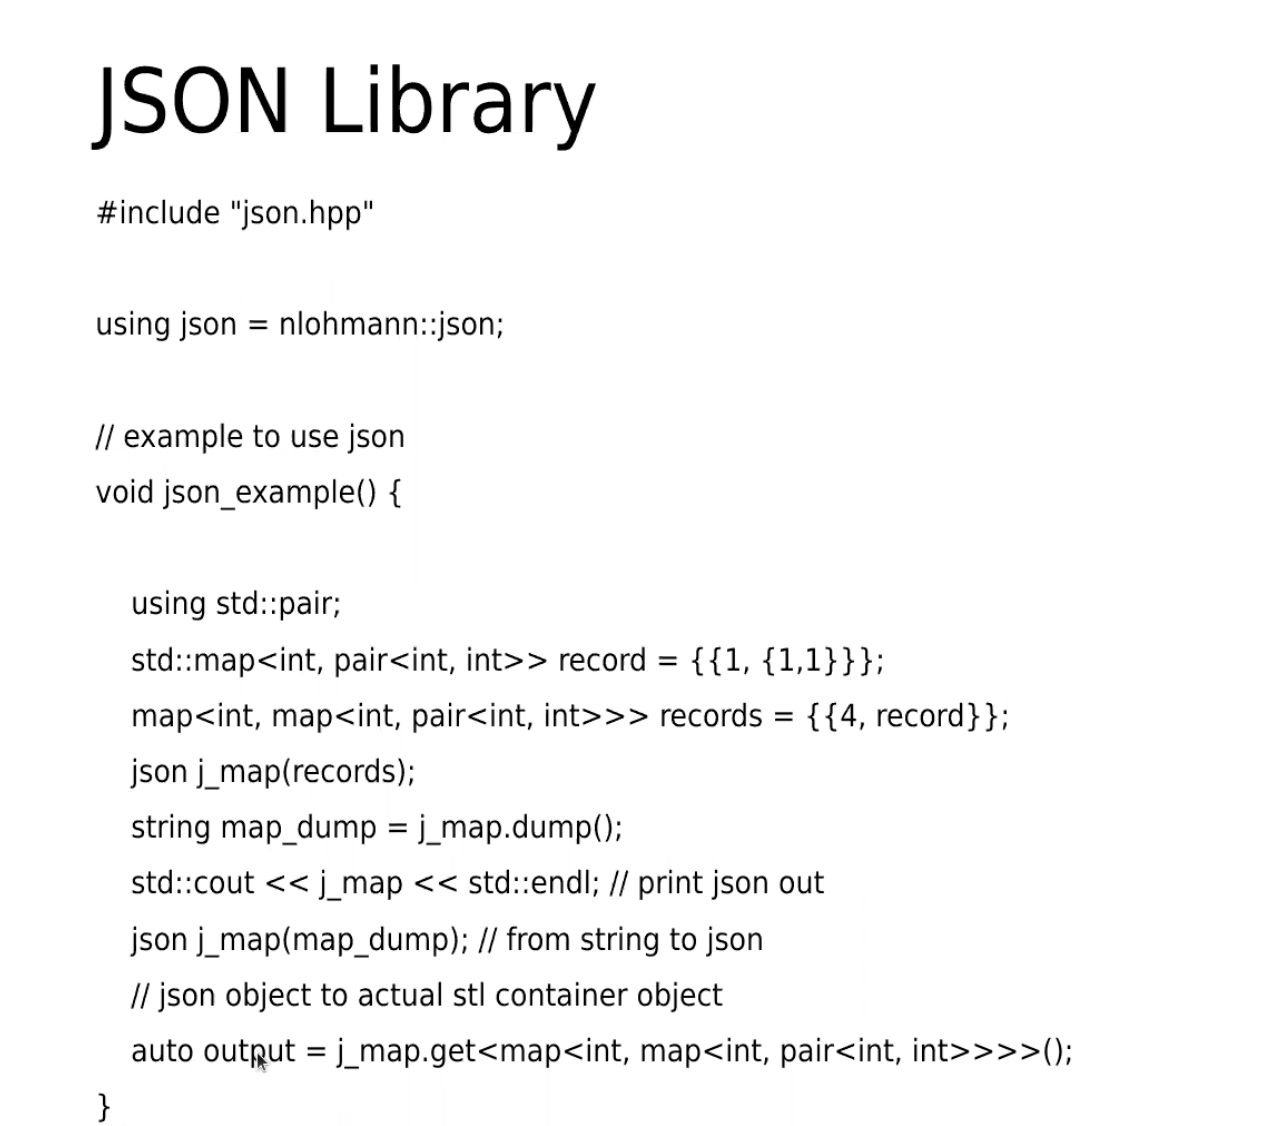 JSON Library
#include "json.hpp"
using json = nlohmann::json;
// example to use json
void json_example() {
using std::pair;
std::map<int, pair<int, int>> record = {{1, {1,1}}};
map<int, map<int, pair<int, int>>> records = {{4, record}};
json j_map(records);
string map_dump = j_map.dump();
std::cout << j_map << std::endl; // print json out
json j_map(map_dump); // from string to json
// json object to actual stl container object
auto output = j_map.get<map<int, map<int, pair<int, int>>>>();
}